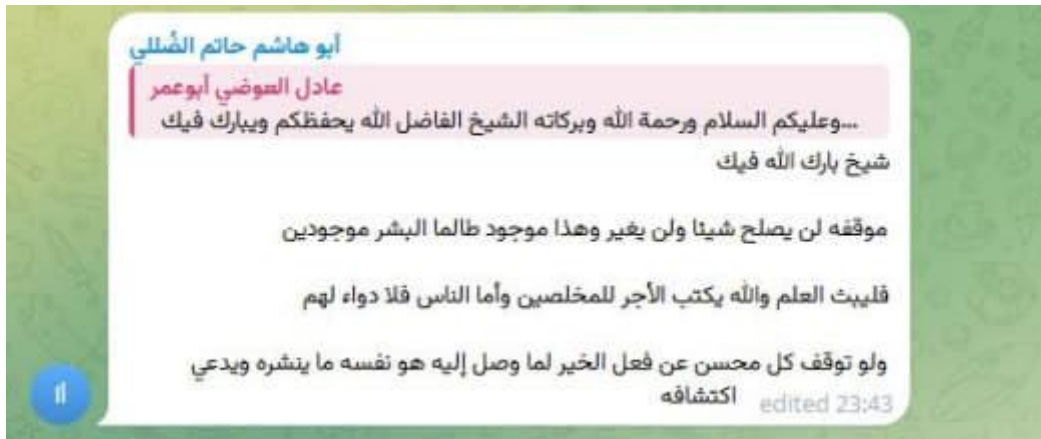 أبو هاشم حاتم الضُللي
عادل العوضي أبوعمر
وعليكم السلام ورحمة الله وبركاته الشيخ الفاضل الله يحفظكم ويبارك فيك...
شيخ بارك الله فيك
موقفه لن يصلح شيئا ولن يغير وهذا موجود طالما البشر موجودين
فليبث العلم والله يكتب الأجر للمخلصين وأما الناس فلا دواء لهم
ولو توقف كل محسن عن فعل الخير لما وصل إليه هو نفسه ما ينشره ويدعي
اكتشافه
edited 23:43